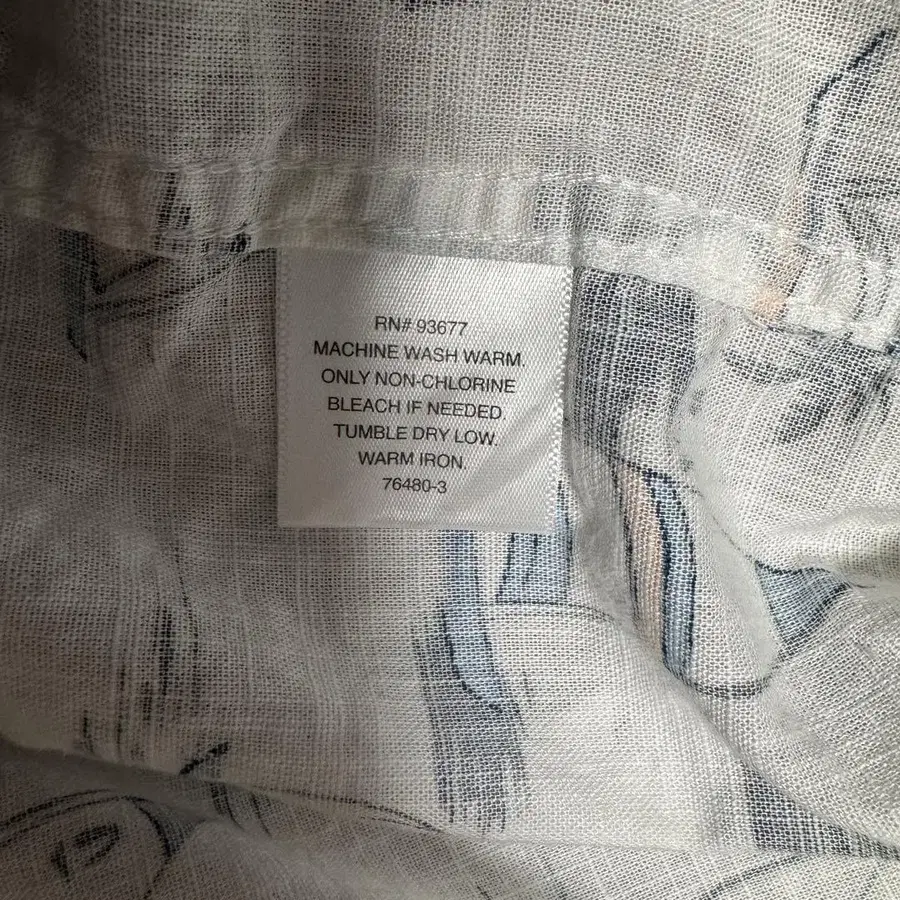 RN# 93677
MACHINE WASH WARM.
ONLY NON-CHLORINE
BLEACH IF NEEDED
TUMBLE DRY LOW.
WARM IRON.
76480-3